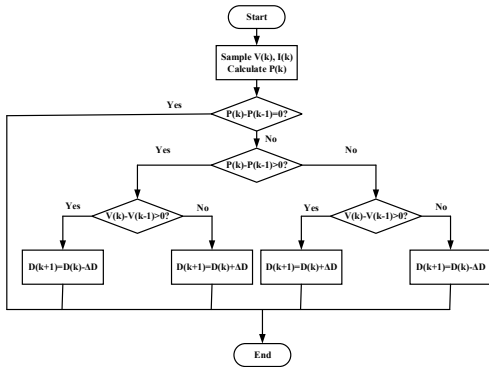 Start
Sample V(k), I(k)
Calculate P(k)
Yes
P(k)-P(k-1)=0?
No
Yes
P(k)-P(k-1)>0?
No
Yes
V(k)-V(k-1)>0?
No
Yes
V(k)-V(k-1)>0?
No
D(k+1)=D(k)-ΔD
D(k+1)=D(k)+ΔD
D(k+1)=D(k)+ΔD
D(k+1)=D(k)-ΔD
End